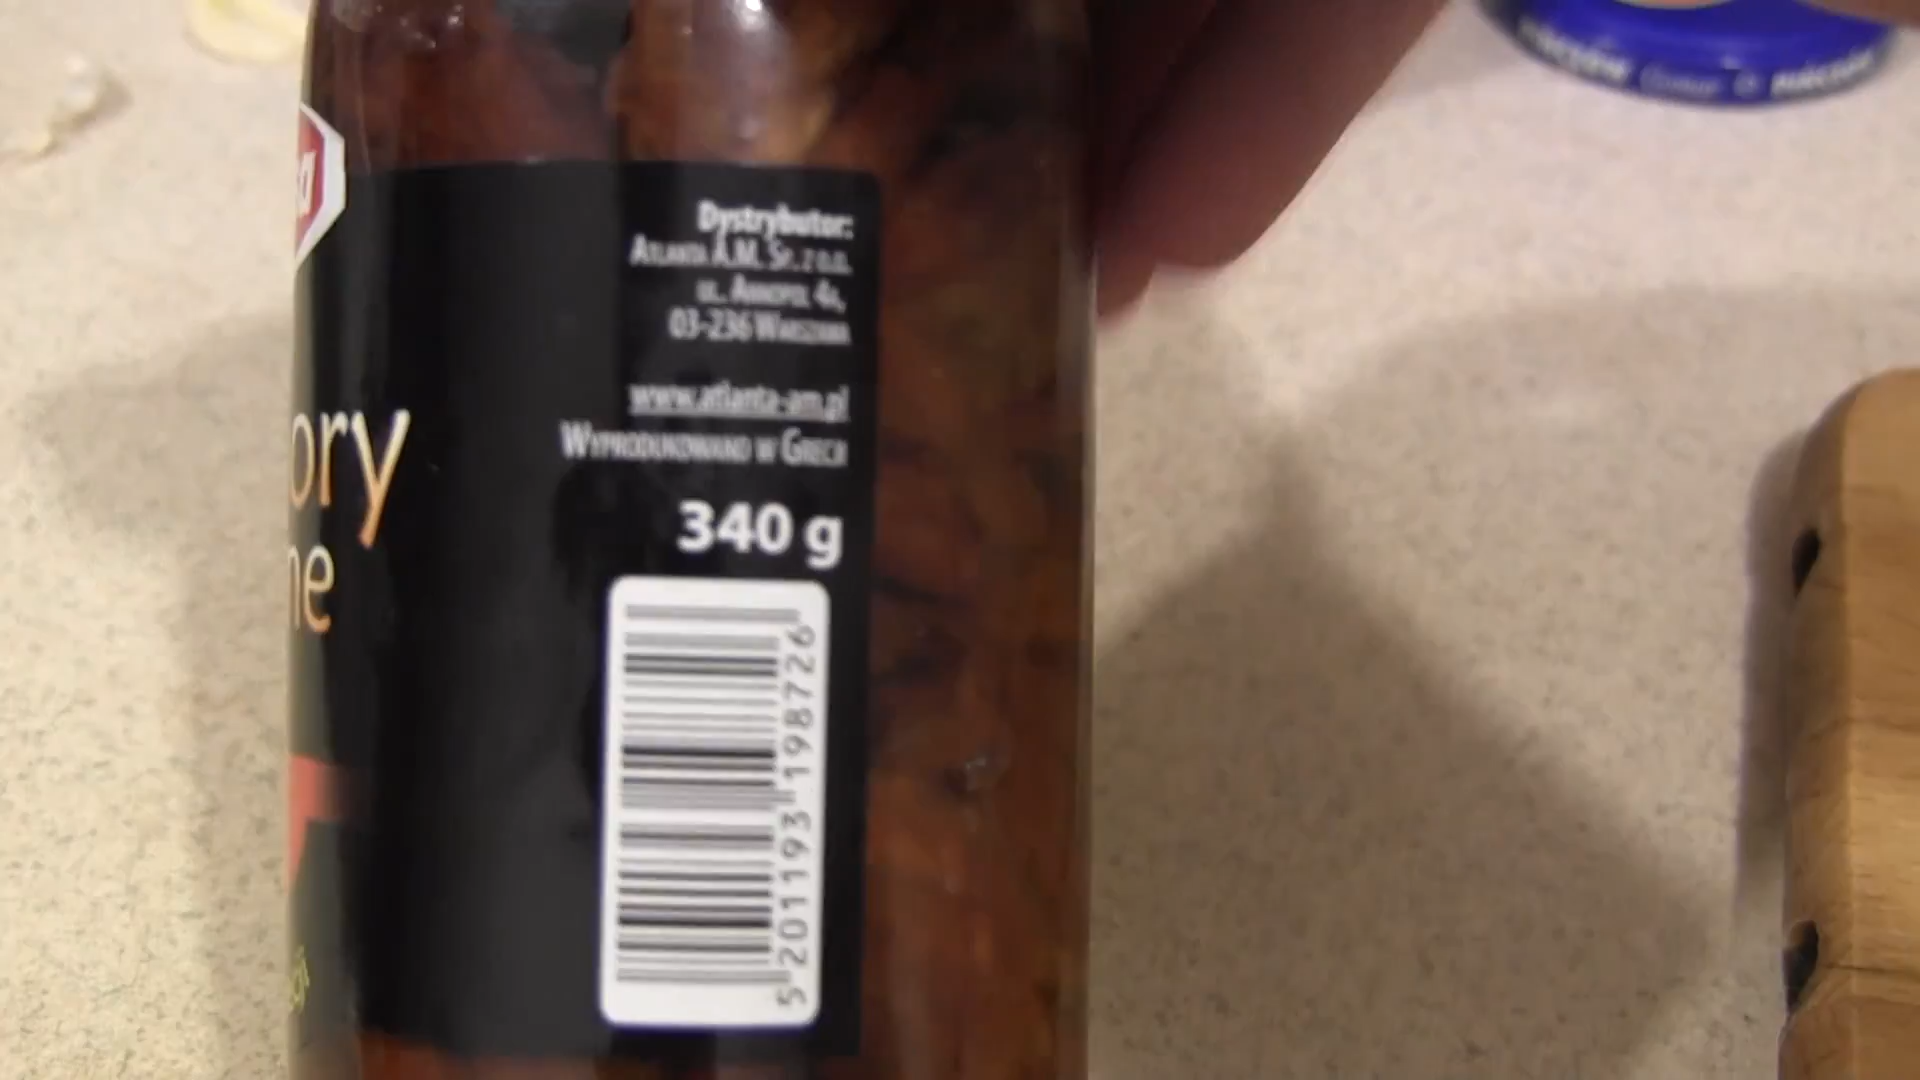 Dystrybutor:
ATLANTA A.M. SP. Z O.O.
UL. ANNOPOL 4A,
03-236 WARSZAWA
www.atlanta-am.pl
WYPRODUKOWANO W GRECJI
340 g
ory
ne
5 201193 198726